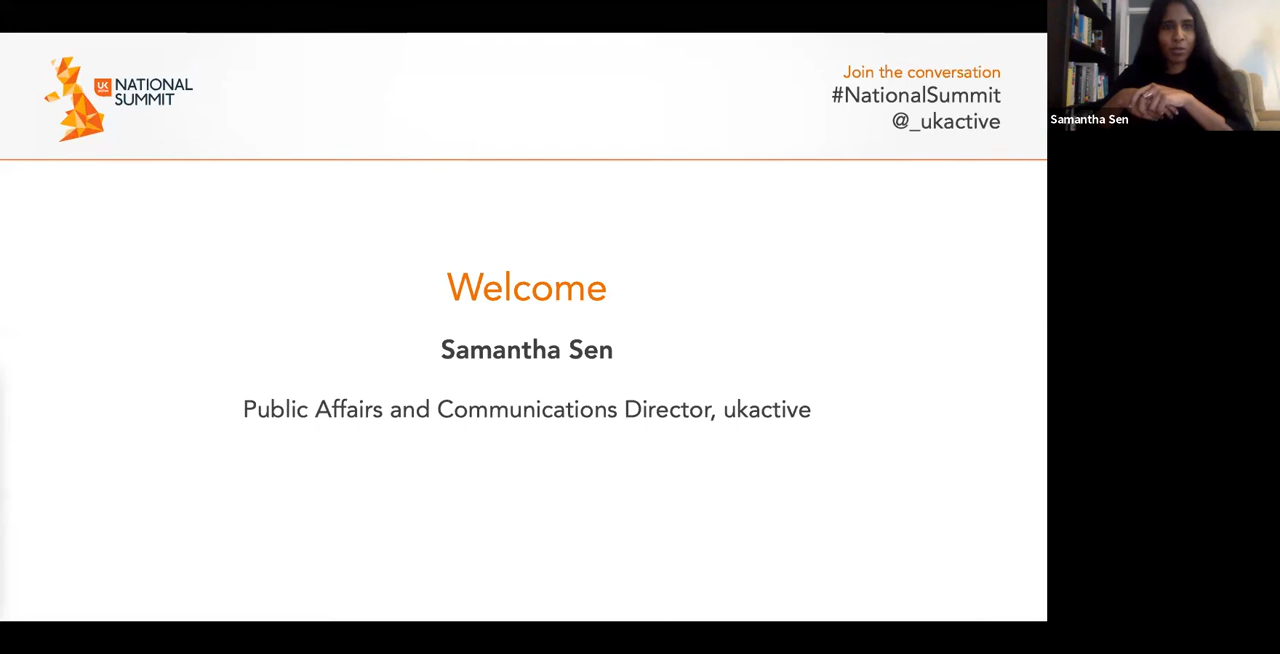 UK
NATIONAL
SUMMIT
Join the conversation
#NationalSummit
@_ukactive
Samantha Sen
Welcome
Samantha Sen
Public Affairs and Communications Director, ukactive